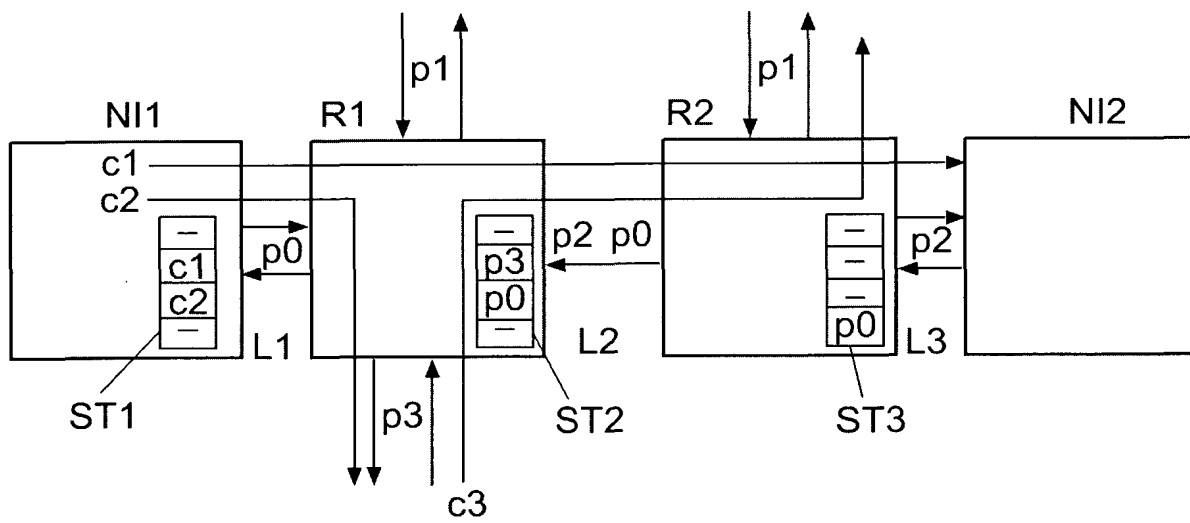 p1
p1
NI1
R1
R2
NI2
c1
c2
–
c1
c2
–
p0
–
p3
p0
–
p2 p0
–
–
–
p0
p2
L1
L2
L3
ST1
p3
ST2
ST3
c3